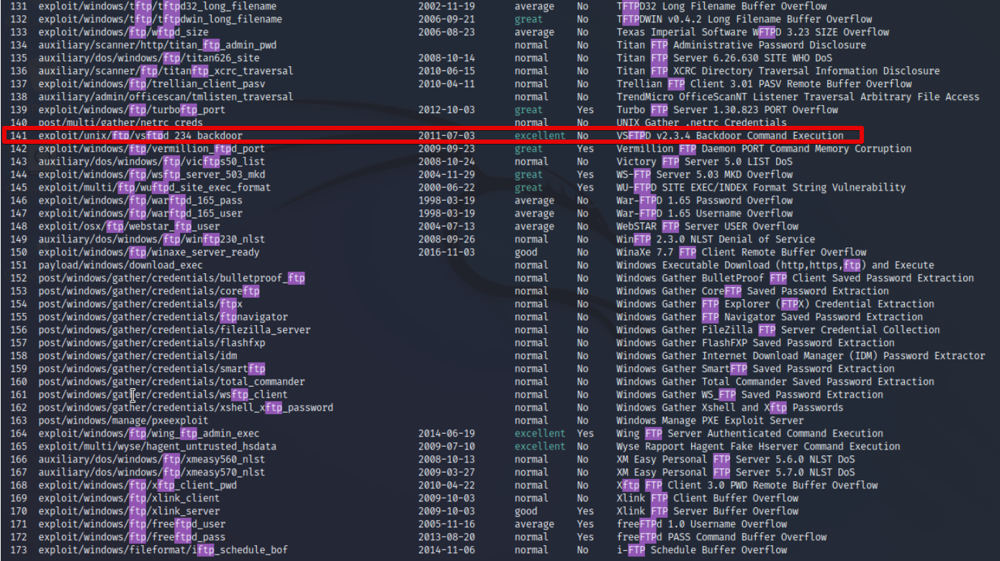 131 exploit/windows/tftp/tftpd32_long_filename 2002-11-19 average No TFTPD32 Long Filename Buffer Overflow
132 exploit/windows/tftp/tftpdwin_long_filename 2006-09-21 great No TFTPDWIN v0.4.2 Long Filename Buffer Overflow
133 exploit/windows/ftp/wftpd_size 2006-08-23 average No Texas Imperial Software WFTPD 3.23 SIZE Overflow
134 auxiliary/scanner/http/titan_ftp_admin_pwd normal No Titan FTP Administrative Password Disclosure
135 auxiliary/dos/windows/ftp/titan626_site 2008-10-14 normal No Titan FTP Server 6.26.630 SITE WHO DoS
136 auxiliary/scanner/ftp/titanftp_xcrc_traversal 2010-06-15 normal No Titan FTP XCRC Directory Traversal Information Disclosure
137 exploit/windows/ftp/trellian_client_pasv 2010-04-11 normal No Trellian FTP Client 3.01 PASV Remote Buffer Overflow
138 auxiliary/admin/officescan/tmlisten_traversal normal No TrendMicro OfficeScanNT Listener Traversal Arbitrary File Access
139 exploit/windows/ftp/turboftp_port 2012-10-03 great Yes Turbo FTP Server 1.30.823 PORT Overflow
140 post/multi/gather/netrc_creds normal No UNIX Gather .netrc Credentials
141 exploit/unix/ftp/vsftpd_234_backdoor 2011-07-03 excellent No VSFTPD v2.3.4 Backdoor Command Execution
142 exploit/windows/ftp/vermillion_ftpd_port 2009-09-23 great Yes Vermillion FTP Daemon PORT Command Memory Corruption
143 auxiliary/dos/windows/ftp/vicftps50_list 2008-10-24 normal No Victory FTP Server 5.0 LIST DoS
144 exploit/windows/ftp/wsftp_server_503_mkd 2004-11-29 great Yes WS-FTP Server 5.03 MKD Overflow
145 exploit/multi/ftp/wuftpd_site_exec_format 2000-06-22 great Yes WU-FTPD SITE EXEC/INDEX Format String Vulnerability
146 exploit/windows/ftp/warftpd_165_pass 1998-03-19 average No War-FTPD 1.65 Password Overflow
147 exploit/windows/ftp/warftpd_165_user 1998-03-19 average No War-FTPD 1.65 Username Overflow
148 exploit/osx/ftp/webstar_ftp_user 2004-07-13 average No WebSTAR FTP Server USER Overflow
149 auxiliary/dos/windows/ftp/winftp230_nlst 2008-09-26 normal No WinFTP 2.3.0 NLST Denial of Service
150 exploit/windows/ftp/winaxe_server_ready 2016-11-03 good No WinaXe 7.7 FTP Client Remote Buffer Overflow
151 payload/windows/download_exec normal No Windows Executable Download (http,https,ftp) and Execute
152 post/windows/gather/credentials/bulletproof_ftp normal No Windows Gather BulletProof FTP Client Saved Password Extraction
153 post/windows/gather/credentials/coreftp normal No Windows Gather CoreFTP Saved Password Extraction
154 post/windows/gather/credentials/ftpx normal No Windows Gather FTP Explorer (FTPX) Credential Extraction
155 post/windows/gather/credentials/ftpnavigator normal No Windows Gather FTP Navigator Saved Password Extraction
156 post/windows/gather/credentials/filezilla_server normal No Windows Gather FileZilla FTP Server Credential Collection
157 post/windows/gather/credentials/flashfxp normal No Windows Gather FlashFXP Saved Password Extraction
158 post/windows/gather/credentials/idm normal No Windows Gather Internet Download Manager (IDM) Password Extractor
159 post/windows/gather/credentials/smartftp normal No Windows Gather SmartFTP Saved Password Extraction
160 post/windows/gather/credentials/total_commander normal No Windows Gather Total Commander Saved Password Extraction
161 post/windows/gather/credentials/wsftp_client normal No Windows Gather WS_FTP Saved Password Extraction
162 post/windows/gather/credentials/xshell_xftp_password normal No Windows Gather Xshell and Xftp Passwords
163 post/windows/manage/pxeexploit normal No Windows Manage PXE Exploit Server
164 exploit/windows/ftp/wing_ftp_admin_exec 2014-06-19 excellent Yes Wing FTP Server Authenticated Command Execution
165 exploit/multi/wyse/hagent_untrusted_hsdata 2009-07-10 excellent No Wyse Rapport Hagent Fake Hserver Command Execution
166 auxiliary/dos/windows/ftp/xmeasy560_nlst 2008-10-13 normal No XM Easy Personal FTP Server 5.6.0 NLST DoS
167 auxiliary/dos/windows/ftp/xmeasy570_nlst 2009-03-27 normal No XM Easy Personal FTP Server 5.7.0 NLST DoS
168 exploit/windows/ftp/xftp_client_pwd 2010-04-22 normal No Xftp FTP Client 3.0 PWD Remote Buffer Overflow
169 exploit/windows/ftp/xlink_client 2009-10-03 normal No Xlink FTP Client Buffer Overflow
170 exploit/windows/ftp/xlink_server 2009-10-03 good Yes Xlink FTP Server Buffer Overflow
171 exploit/windows/ftp/freeftpd_user 2005-11-16 average Yes freeFTPd 1.0 Username Overflow
172 exploit/windows/ftp/freeftpd_pass 2013-08-20 normal Yes freeFTPd PASS Command Buffer Overflow
173 exploit/windows/fileformat/iftp_schedule_bof 2014-11-06 normal No i-FTP Schedule Buffer Overflow